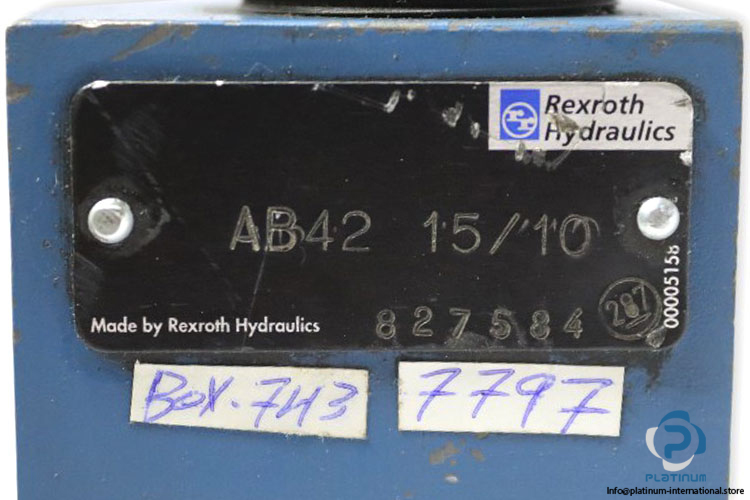 Rexroth
Hydraulics
AB42 15/10
00005158
Made by Rexroth Hydraulics
827584
287
BOX.743
7797
PLATINUM
Info@platinum-international.store